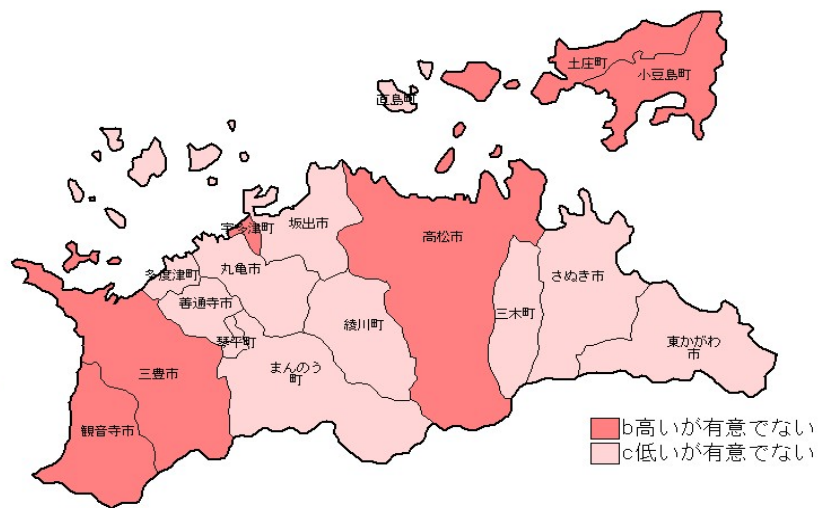 土庄町
小豆島町
直島町
宇多津町
坂出市
高松市
多度津町
丸亀市
さぬき市
善通寺市
綾川町
三木町
琴平町
東かがわ
市
まんのう
町
三豊市
観音寺市
b高いが有意でない
c低いが有意でない